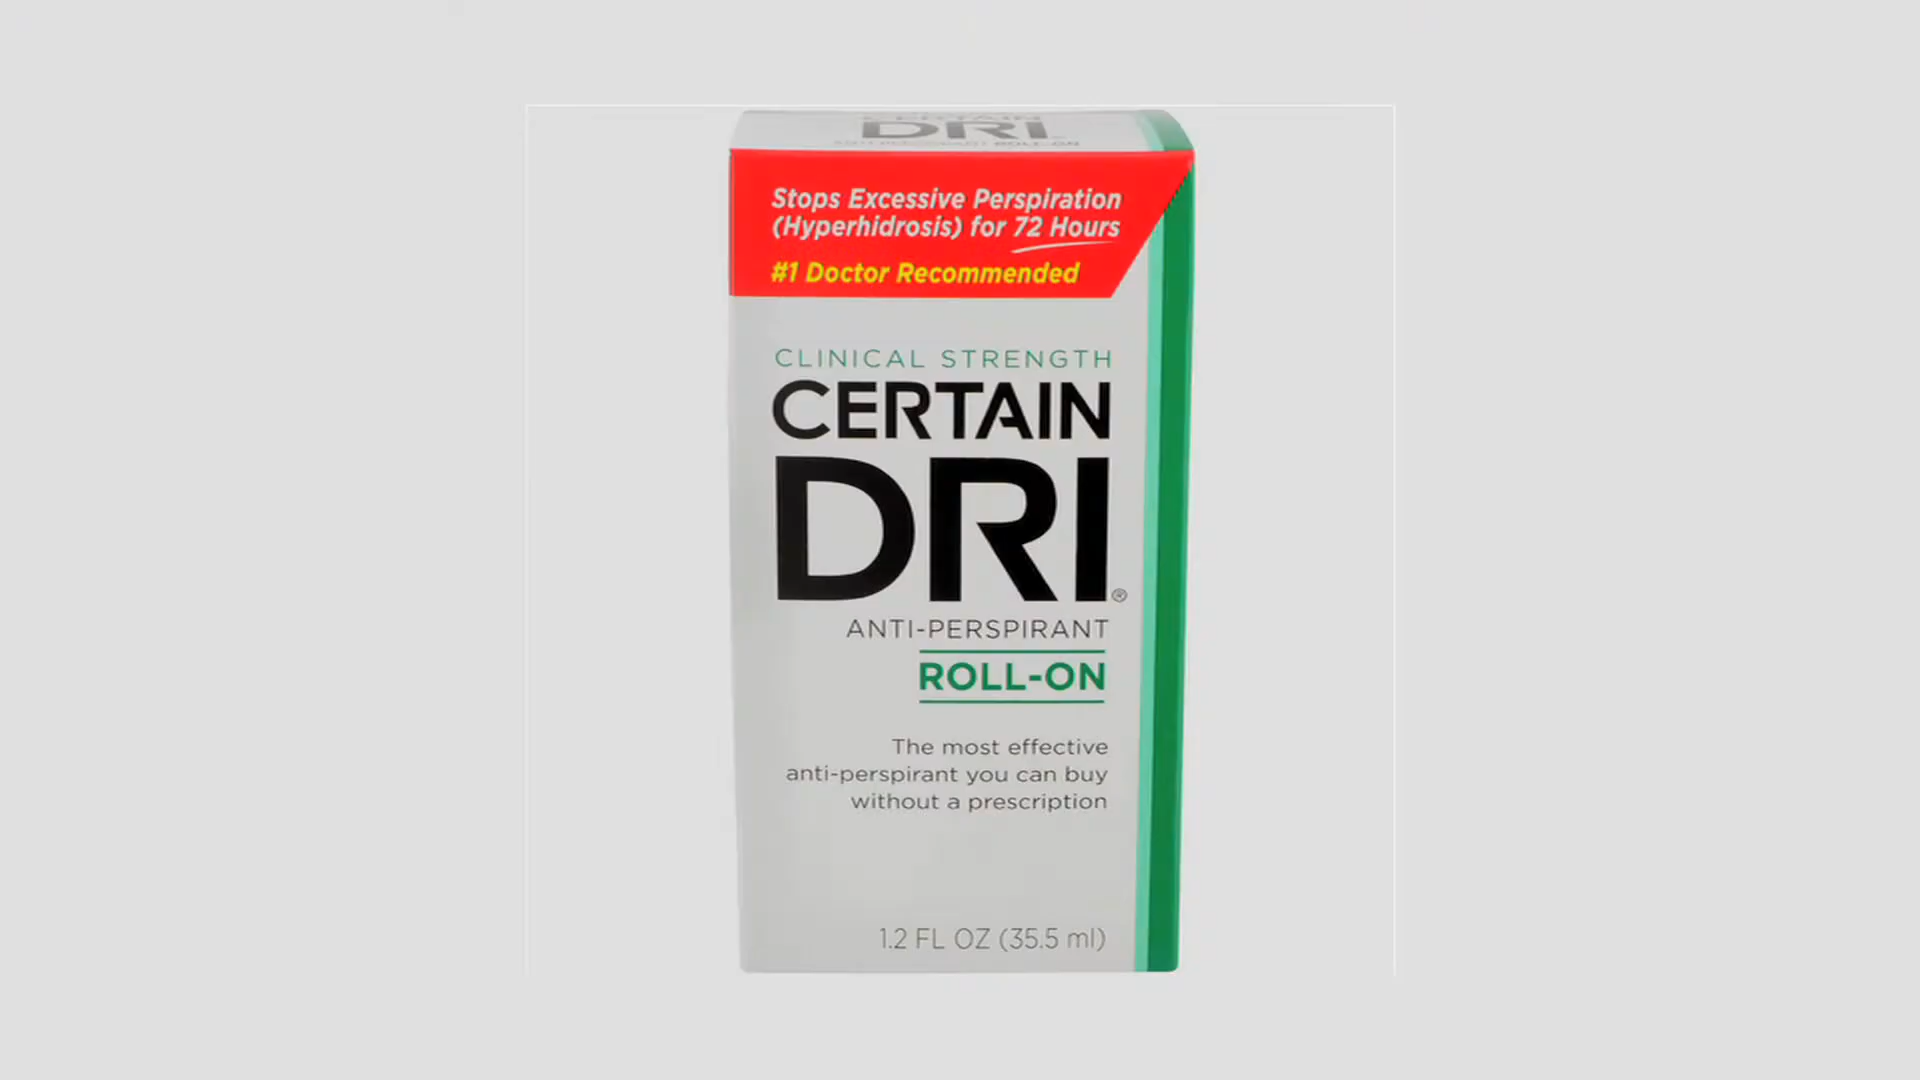 DRI
Stops Excessive Perspiration
(Hyperhidrosis) for 72 Hours
#1 Doctor Recommended
CLINICAL STRENGTH
CERTAIN
DRI®
ANTI-PERSPIRANT
ROLL-ON
The most effective
anti-perspirant you can buy
without a prescription
1.2 FL OZ (35.5 ml)